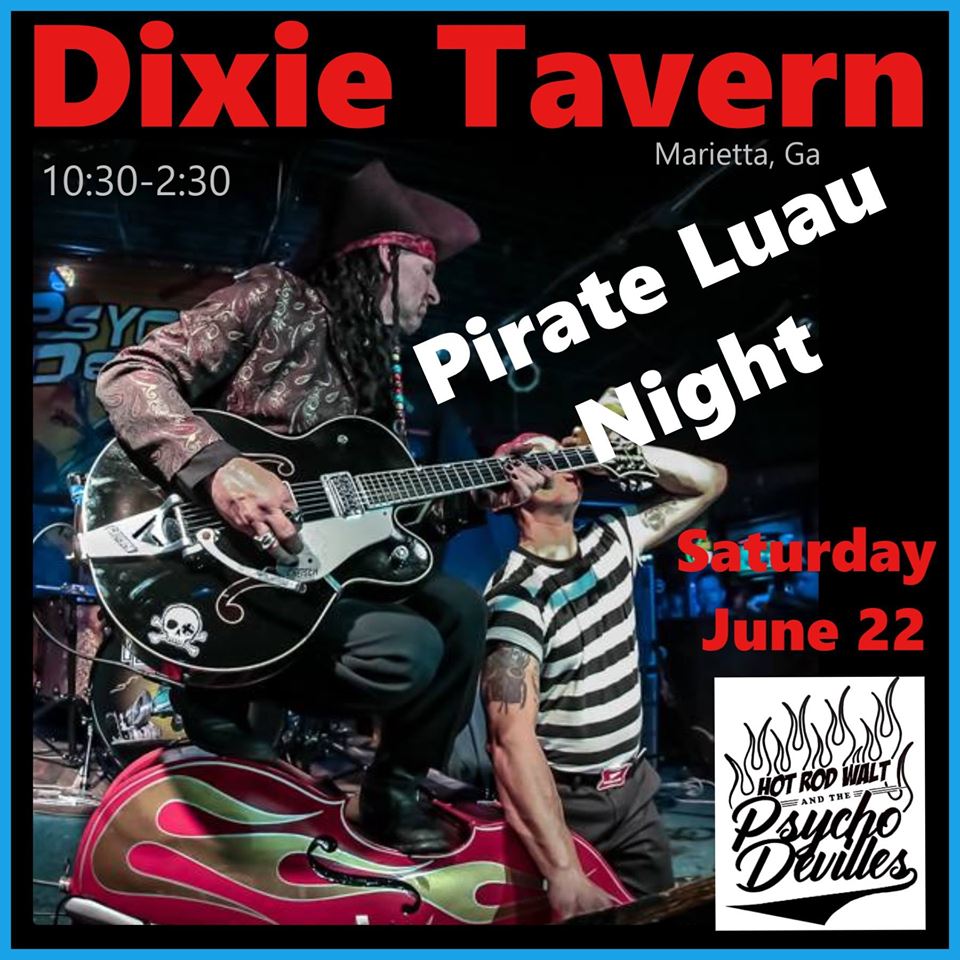 Dixie Tavern
Marietta, Ga
10:30-2:30
Pirate Luau
Night
Saturday
June 22
HOT ROD WALT
AND THE
Psycho
DeVilles